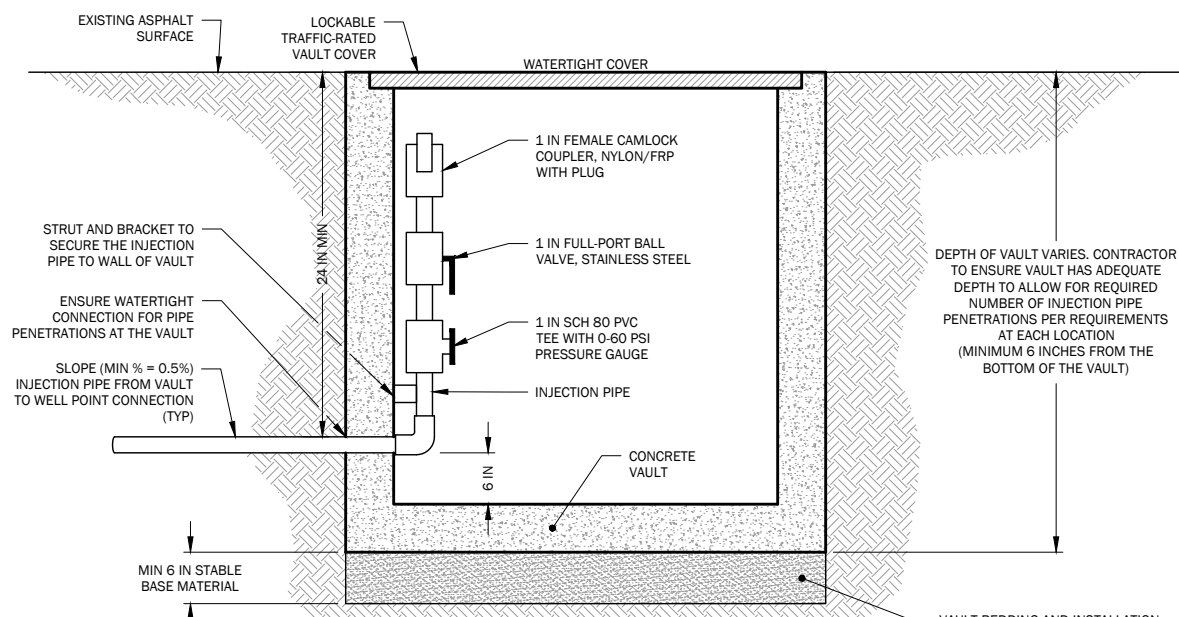 EXISTING ASPHALT
SURFACE
LOCKABLE
TRAFFIC-RATED
VAULT COVER
WATERTIGHT COVER
1 IN FEMALE CAMLOCK
COUPLER, NYLON/FRP
WITH PLUG
STRUT AND BRACKET TO
SECURE THE INJECTION
PIPE TO WALL OF VAULT
24 IN MIN
1 IN FULL-PORT BALL
VALVE, STAINLESS STEEL
DEPTH OF VAULT VARIES. CONTRACTOR
TO ENSURE VAULT HAS ADEQUATE
DEPTH TO ALLOW FOR REQUIRED
NUMBER OF INJECTION PIPE
PENETRATIONS PER REQUIREMENTS
AT EACH LOCATION
(MINIMUM 6 INCHES FROM THE
BOTTOM OF THE VAULT)
ENSURE WATERTIGHT
CONNECTION FOR PIPE
PENETRATIONS AT THE VAULT
1 IN SCH 80 PVC
TEE WITH 0-60 PSI
PRESSURE GAUGE
SLOPE (MIN % = 0.5%)
INJECTION PIPE FROM VAULT
TO WELL POINT CONNECTION
(TYP)
INJECTION PIPE
6 IN
CONCRETE
VAULT
MIN 6 IN STABLE
BASE MATERIAL
VAULT BEDDING AND INSTALLATION